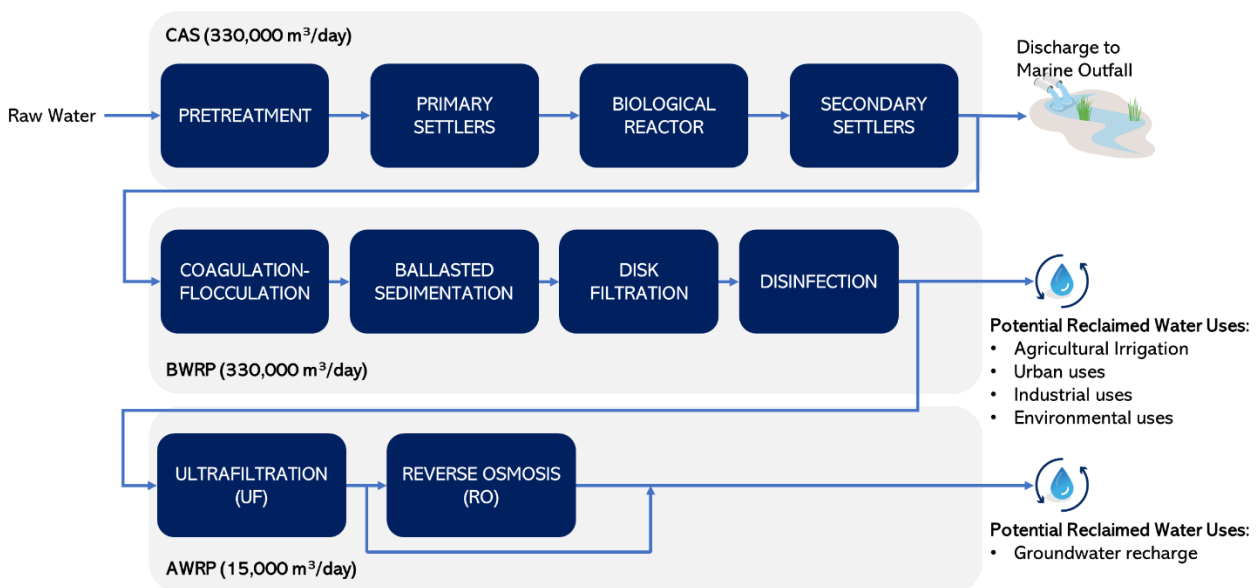 CAS (330,000 m³/day)
Discharge to
Marine Outfall
Raw Water
PRETREATMENT
PRIMARY
SETTLERS
BIOLOGICAL
REACTOR
SECONDARY
SETTLERS
COAGULATION-
FLOCCULATION
BALLASTED
SEDIMENTATION
DISK
FILTRATION
DISINFECTION
BWRP (330,000 m³/day)
Potential Reclaimed Water Uses:
• Agricultural Irrigation
• Urban uses
• Industrial uses
• Environmental uses
ULTRAFILTRATION
(UF)
REVERSE OSMOSIS
(RO)
AWRP (15,000 m³/day)
Potential Reclaimed Water Uses:
• Groundwater recharge